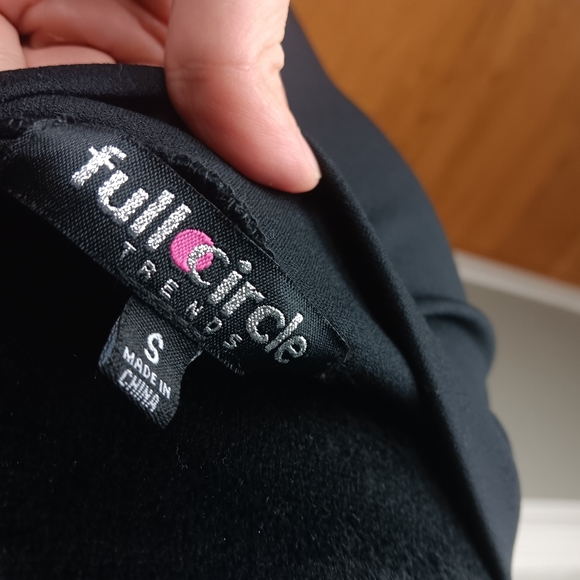 full circle
TRENDS
S
MADE IN
CHINA